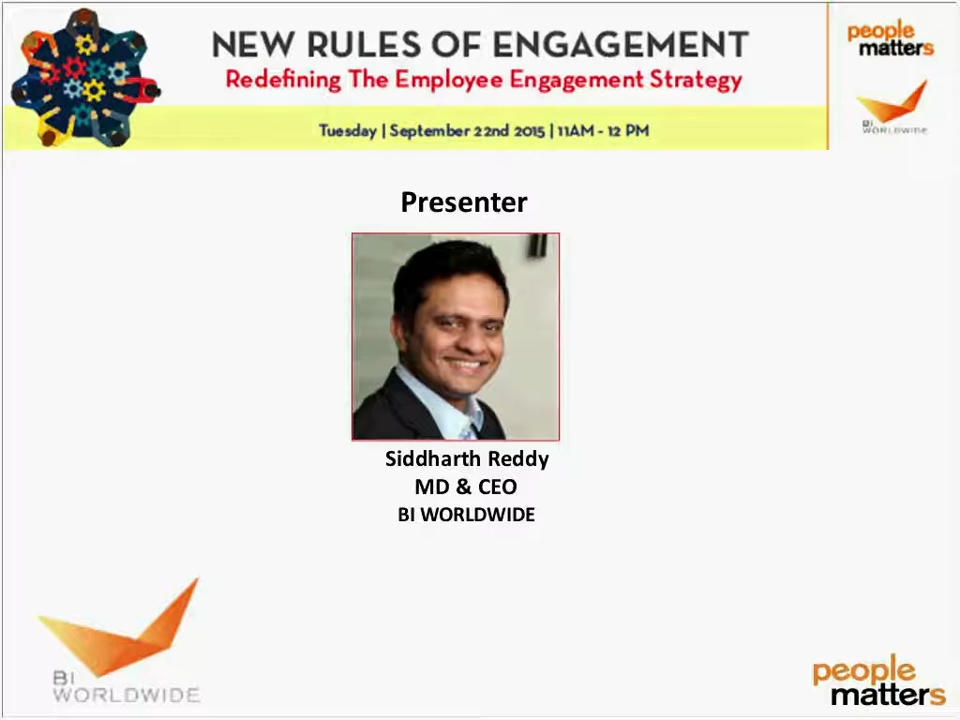 NEW RULES OF ENGAGEMENT
Redefining The Employee Engagement Strategy
Tuesday | September 22nd 2015 | 11AM - 12 PM
people
matters
BI
WORLDWIDE
Presenter
Siddharth Reddy
MD & CEO
BI WORLDWIDE
BI
WORLDWIDE
people
matters